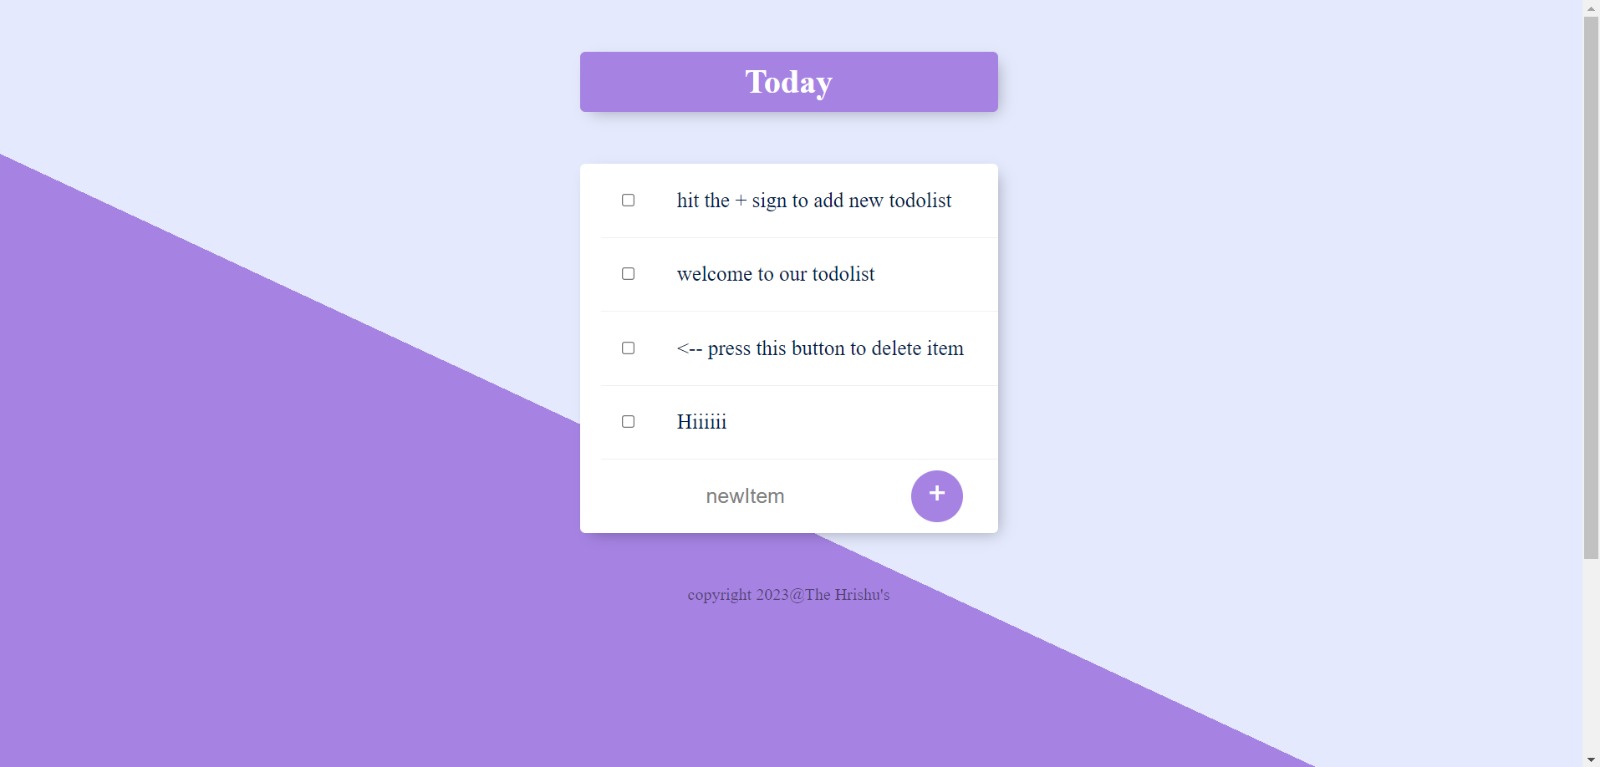 Today
hit the + sign to add new todolist
welcome to our todolist
<-- press this button to delete item
Hiiiiii
newItem
+
copyright 2023@The Hrishu's